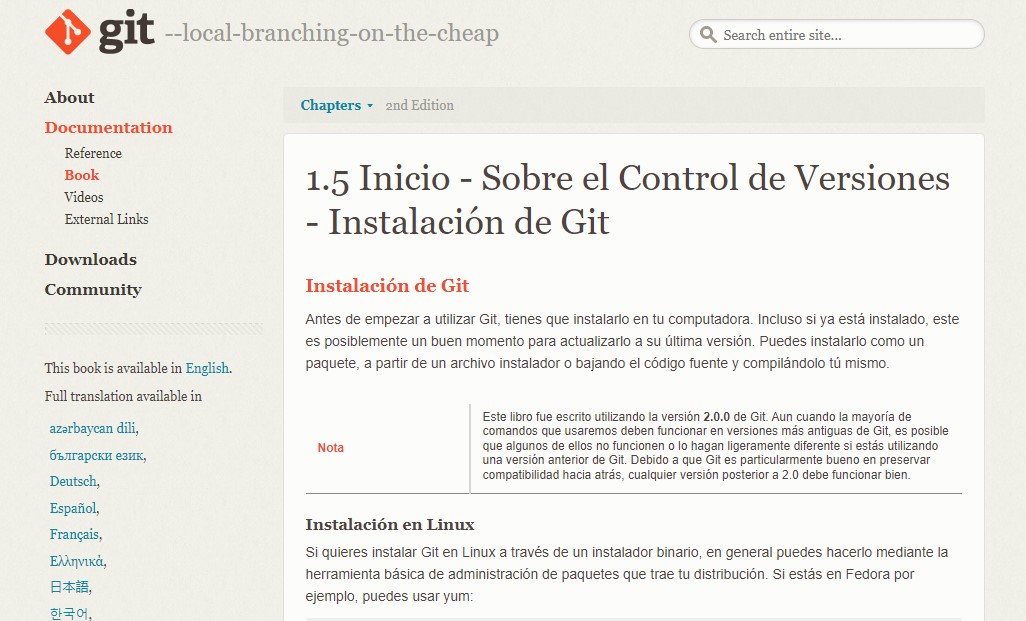 git --local-branching-on-the-cheap
Search entire site...
About
Documentation
Reference
Book
Videos
External Links
Downloads
Community
This book is available in English.
Full translation available in
azərbaycan dili,
български език,
Deutsch,
Español,
Français,
Ελληνικά,
日本語,
한국어,
Chapters 2nd Edition
1.5 Inicio - Sobre el Control de Versiones
- Instalación de Git
Instalación de Git
Antes de empezar a utilizar Git, tienes que instalarlo en tu computadora. Incluso si ya está instalado, este
es posiblemente un buen momento para actualizarlo a su última versión. Puedes instalarlo como un
paquete, a partir de un archivo instalador o bajando el código fuente y compilándolo tú mismo.
Nota
Este libro fue escrito utilizando la versión 2.0.0 de Git. Aun cuando la mayoría de
comandos que usaremos deben funcionar en versiones más antiguas de Git, es posible
que algunos de ellos no funcionen o lo hagan ligeramente diferente si estás utilizando
una versión anterior de Git. Debido a que Git es particularmente bueno en preservar
compatibilidad hacia atrás, cualquier versión posterior a 2.0 debe funcionar bien.
Instalación en Linux
Si quieres instalar Git en Linux a través de un instalador binario, en general puedes hacerlo mediante la
herramienta básica de administración de paquetes que trae tu distribución. Si estás en Fedora por
ejemplo, puedes usar yum: